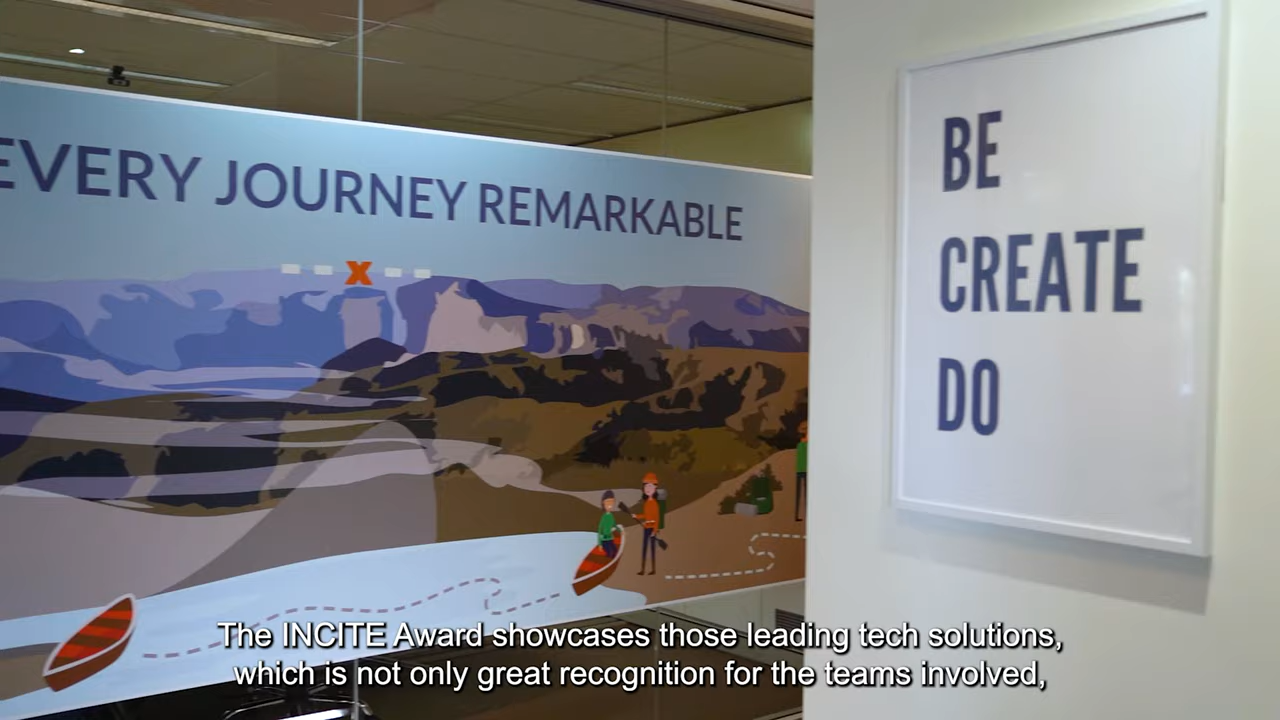 EVERY JOURNEY REMARKABLE
X
BE
CREATE
DO
The INCITE Award showcases those leading tech solutions,
which is not only great recognition for the teams involved,